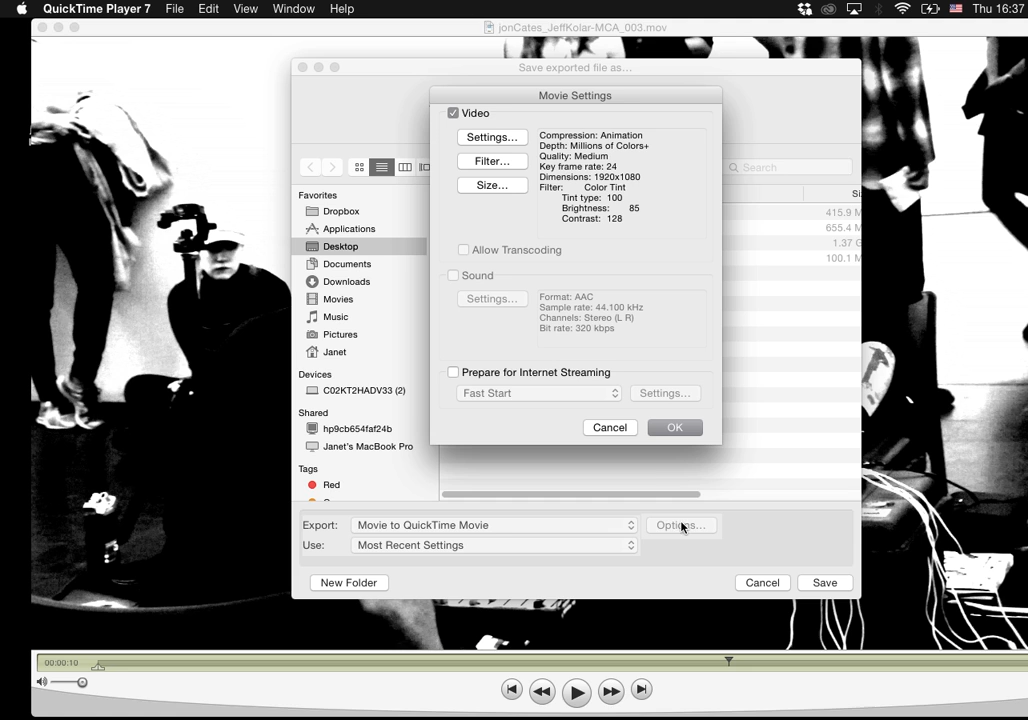 QuickTime Player 7 File Edit View Window Help Thu 16:37
jonCates_JeffKolar-MCA_003.mov
Save exported file as...
Movie Settings
Video
Settings...
Filter...
Size...
Compression: Animation
Depth: Millions of Colors+
Quality: Medium
Key frame rate: 24
Dimensions: 1920x1080
Filter: Color Tint
Tint type: 100
Brightness: 85
Contrast: 128
Allow Transcoding
Sound
Settings...
Format: AAC
Sample rate: 44.100 kHz
Channels: Stereo (L R)
Bit rate: 320 kbps
Prepare for Internet Streaming
Fast Start
Settings...
Cancel
OK
Search
415.9 M
655.4 M
1.37 G
100.1 M
Favorites
Dropbox
Applications
Desktop
Documents
Downloads
Movies
Music
Pictures
Janet
Devices
C02KT2HADV33 (2)
Shared
hp9cb654faf24b
Janet's MacBook Pro
Tags
Red
Export: Movie to QuickTime Movie
Options...
Use: Most Recent Settings
New Folder
Cancel
Save
00:00:10